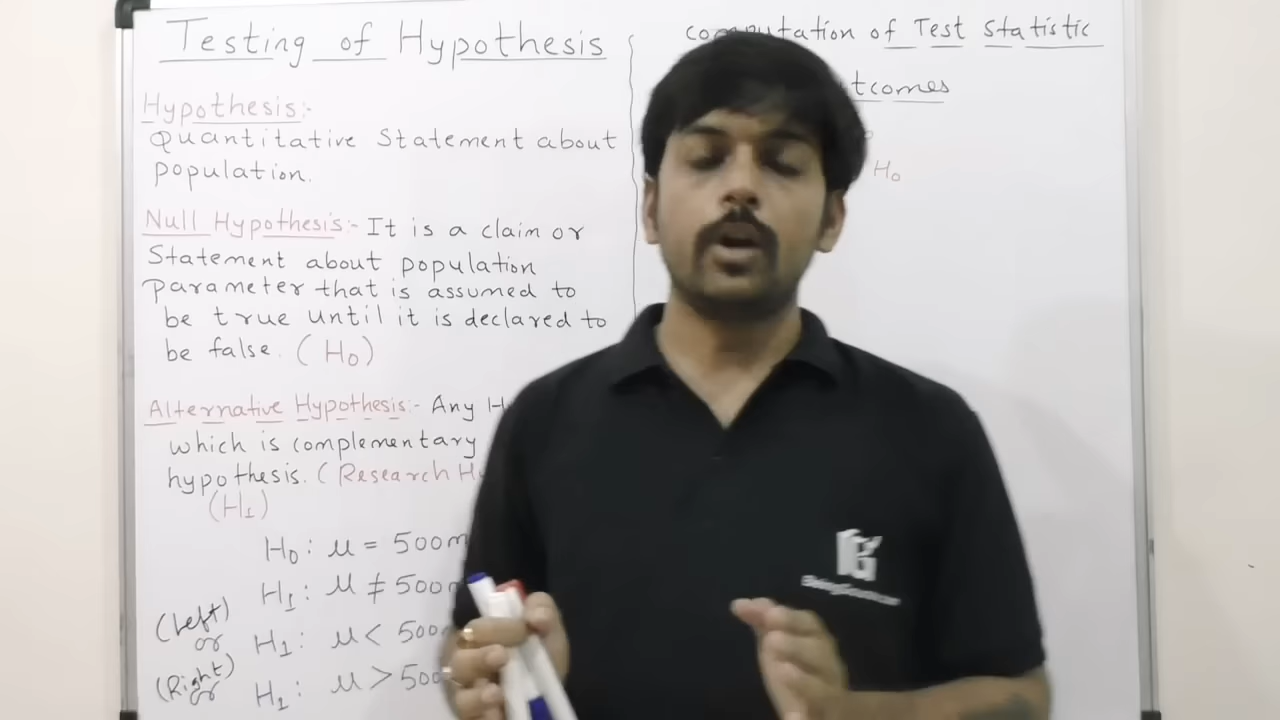 Testing of Hypothesis
Hypothesis:-
Quantitative Statement about
population.
Null Hypothesis:- It is a claim or
Statement about population
Parameter that is assumed to
be true until it is declared to
be false. (H₀)
Alternative Hypothesis:- Any
which is complementary
hypothesis. (Research
(H₁)
H₀: μ = 500
H₁: μ ≠ 500
(Left)
or H₁: μ < 500
(Right)
or H₁: μ > 500
computation of Test Statistic
tcomes
H₀